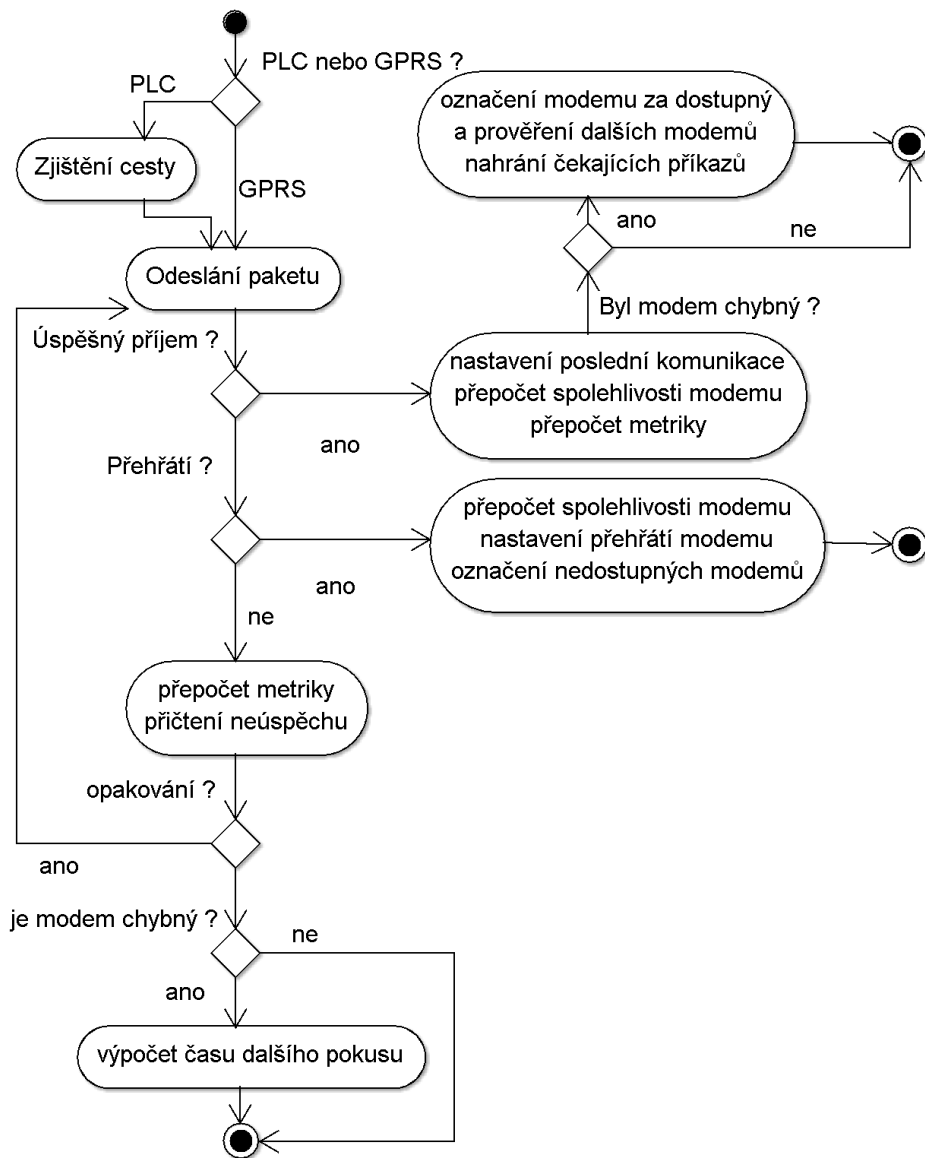 PLC nebo GPRS ?
PLC
Zjištění cesty
GPRS
Odeslání paketu
Úspěšný příjem ?
ano
Přehřátí ?
ano
ne
přepočet metriky
přičtení neúspěchu
opakování ?
ano
je modem chybný ?
ne
ano
výpočet času dalšího pokusu
označení modemu za dostupný
a prověření dalších modemů
nahrání čekajících příkazů
ano
ne
Byl modem chybný ?
nastavení poslední komunikace
přepočet spolehlivosti modemu
přepočet metriky
přepočet spolehlivosti modemu
nastavení přehřátí modemu
označení nedostupných modemů